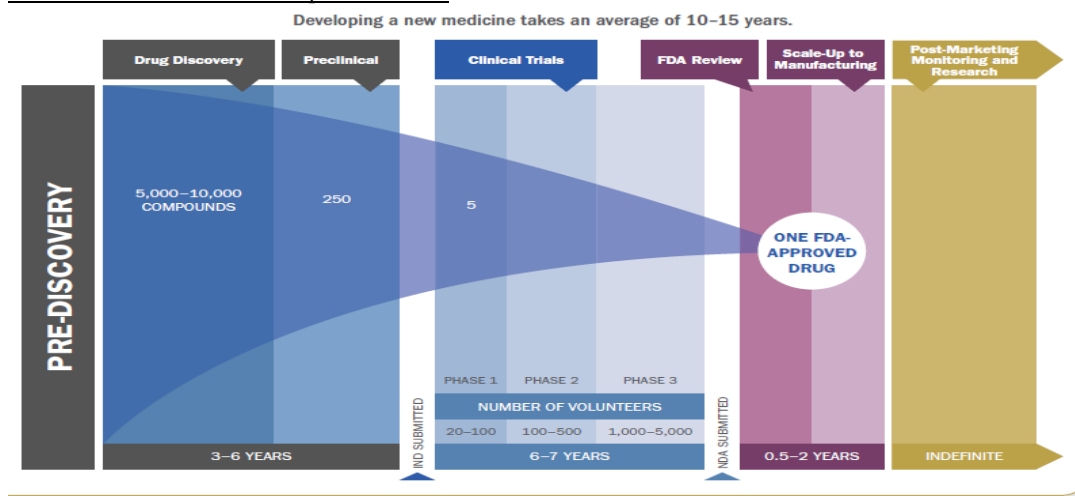 Developing a new medicine takes an average of 10–15 years.
Drug Discovery
Preclinical
Clinical Trials
FDA Review
Scale-Up to
Manufacturing
Post-Marketing
Monitoring and
Research
PRE-DISCOVERY
5,000–10,000
COMPOUNDS
250
5
ONE FDA-
APPROVED
DRUG
PHASE 1
PHASE 2
PHASE 3
NUMBER OF VOLUNTEERS
20–100
100–500
1,000–5,000
IND SUBMITTED
NDA SUBMITTED
3–6 YEARS
6–7 YEARS
0.5–2 YEARS
INDEFINITE